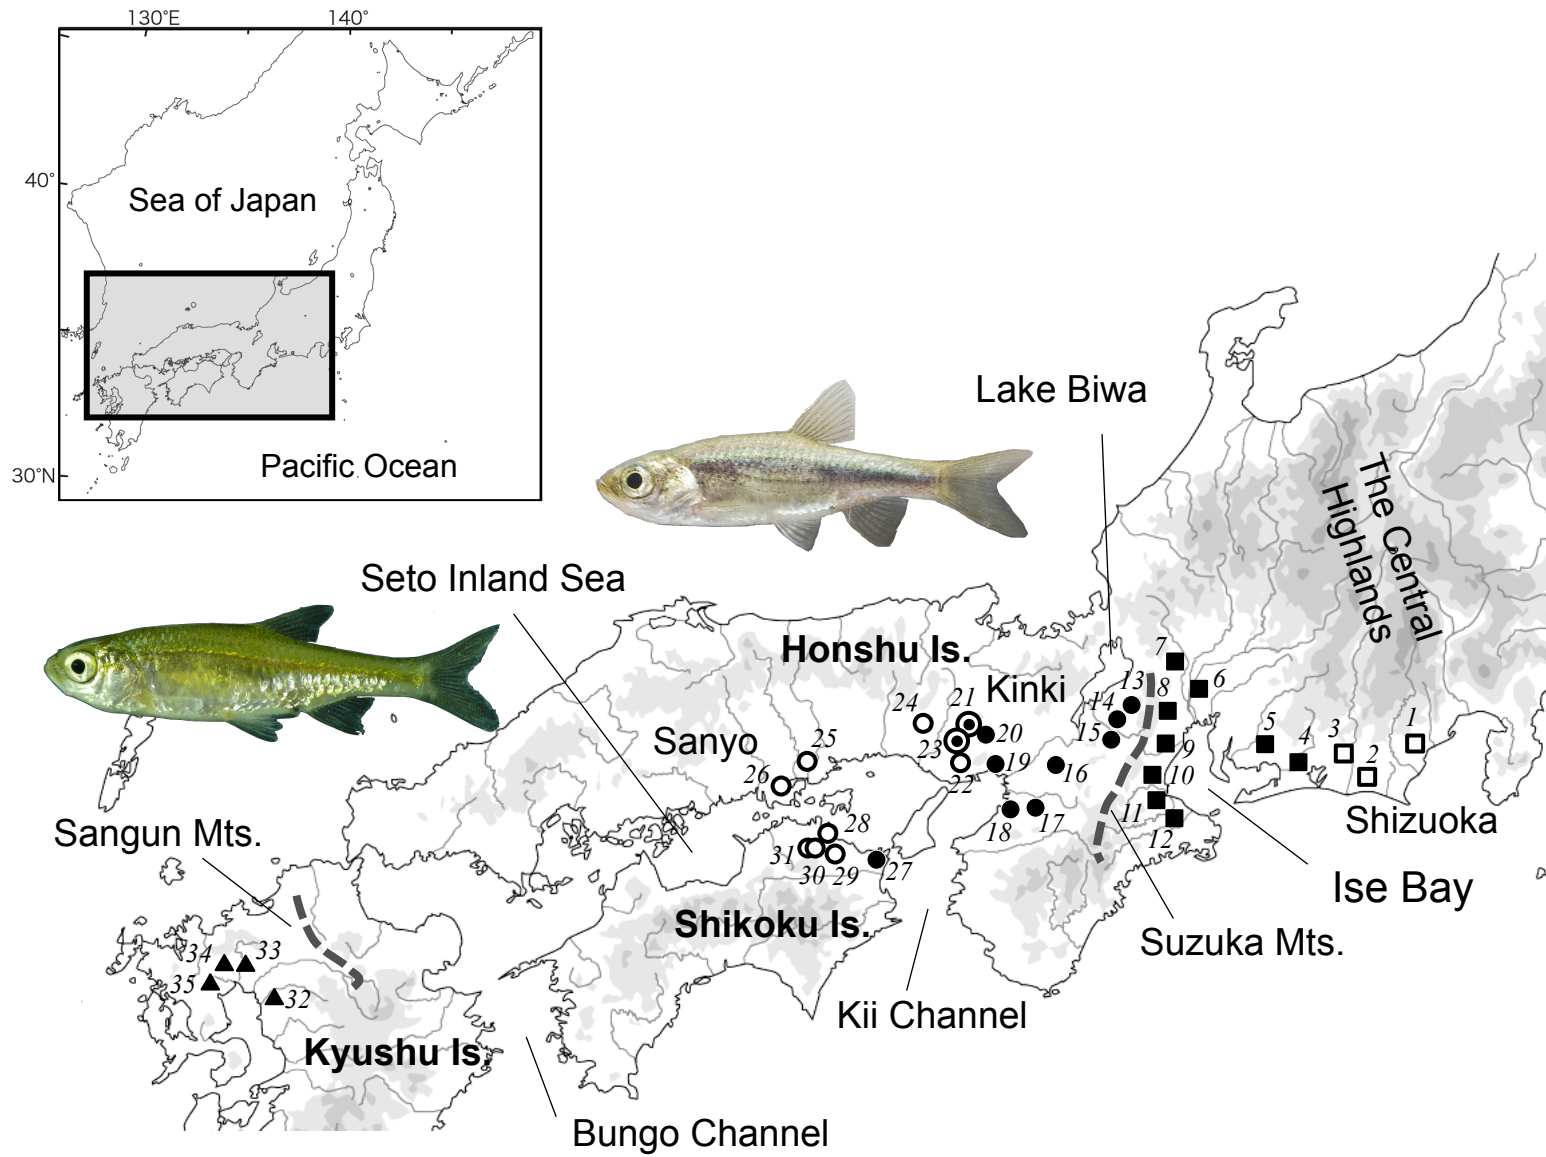 130°E
140°
40°
Sea of Japan
30°N
Pacific Ocean
Lake Biwa
The Central
Highlands
Seto Inland Sea
Honshu Is.
Kinki
7
13
8
6
14
21
24
20
15
5
4
3
1
2
23
Sanyo
25
26
22
19
16
9
10
11
12
18
17
Shizuoka
Sangun Mts.
28
31
30
29
27
Ise Bay
Shikoku Is.
Suzuka Mts.
34
33
35
32
Kii Channel
Kyushu Is.
Bungo Channel